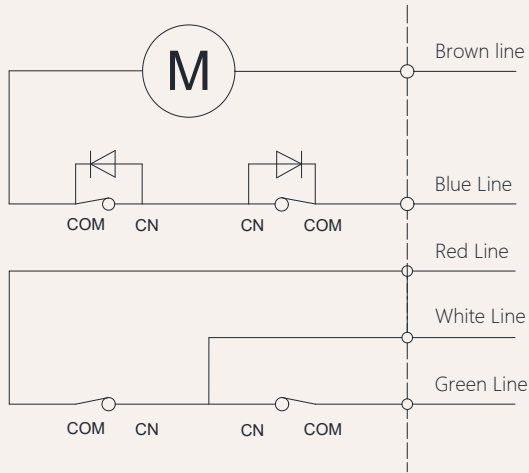 Brown line
M
Blue Line
COM CN CN COM
Red Line
White Line
Green Line
COM CN CN COM